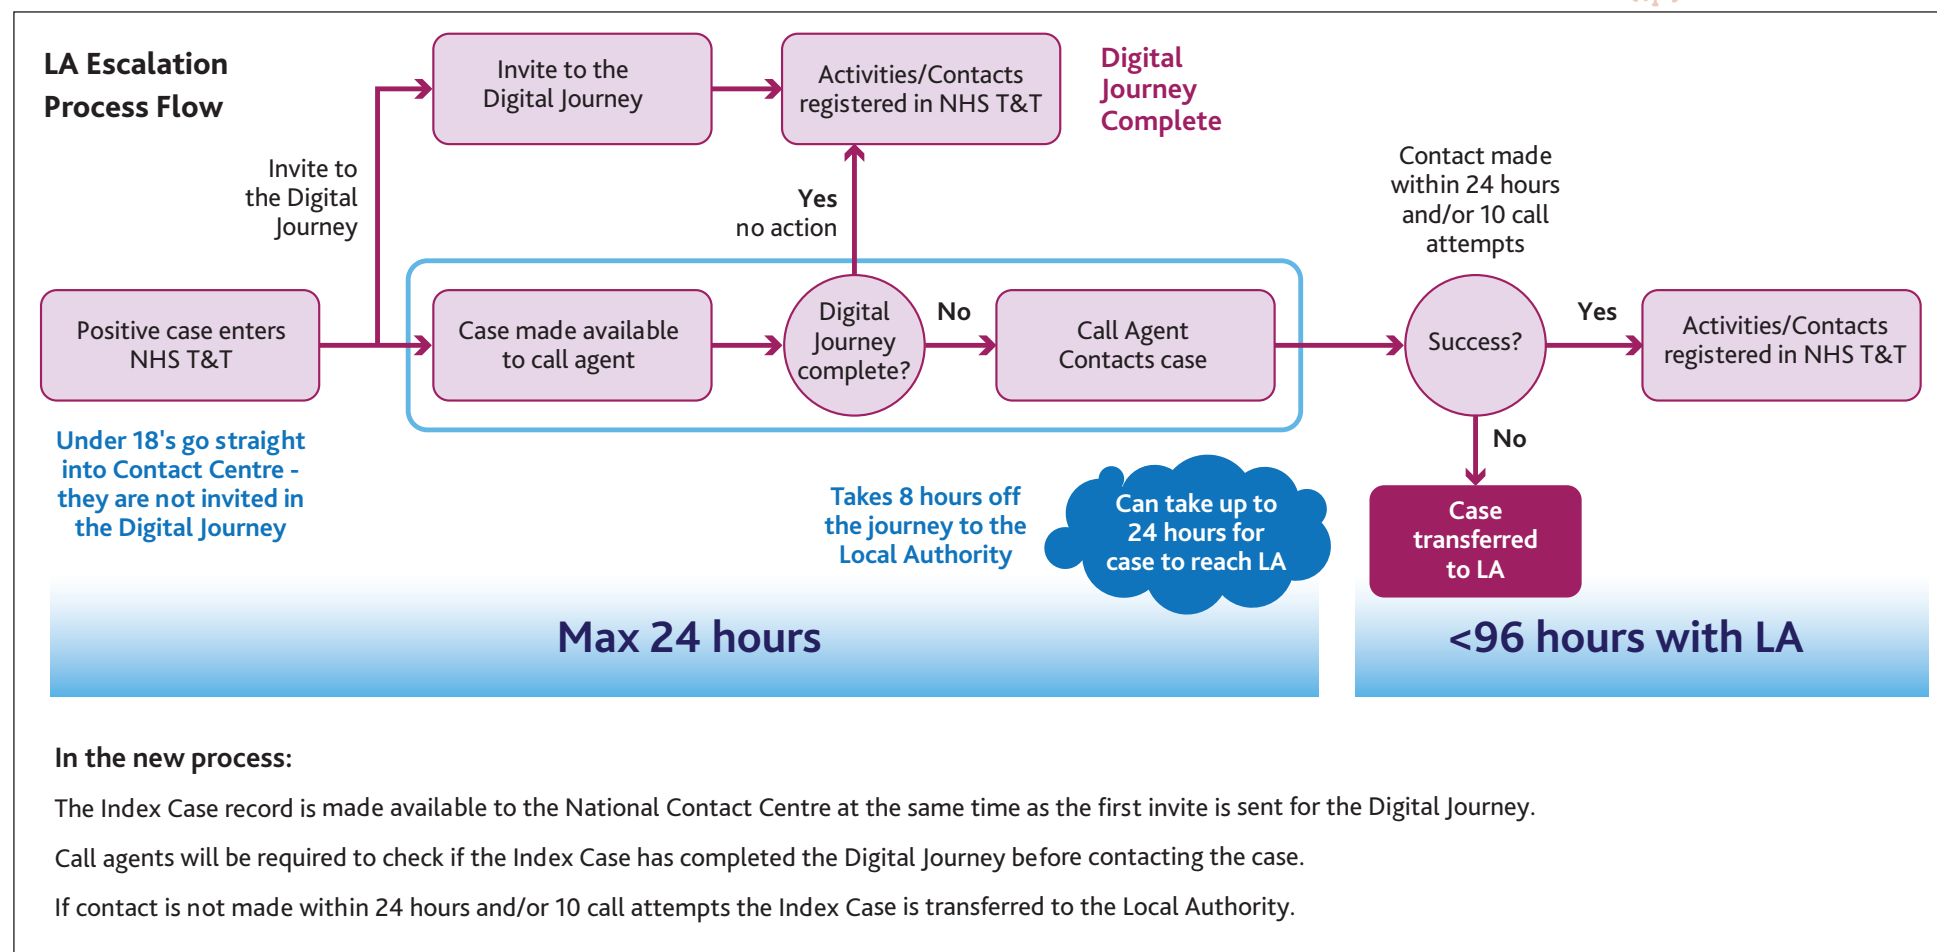 LA Escalation
Process Flow
Invite to the
Digital Journey
Activities/Contacts
registered in NHS T&T
Digital
Journey
Complete
Invite to
the Digital
Journey
Yes
no action
Contact made
within 24 hours
and/or 10 call
attempts
Positive case enters
NHS T&T
Case made available
to call agent
Digital
Journey
complete?
No
Call Agent
Contacts case
Success?
Yes
Activities/Contacts
registered in NHS T&T
No
Under 18's go straight
into Contact Centre -
they are not invited in
the Digital Journey
Takes 8 hours off
the journey to the
Local Authority
Can take up to
24 hours for
case to reach LA
Case
transferred
to LA
Max 24 hours
<96 hours with LA
In the new process:
The Index Case record is made available to the National Contact Centre at the same time as the first invite is sent for the Digital Journey.
Call agents will be required to check if the Index Case has completed the Digital Journey before contacting the case.
If contact is not made within 24 hours and/or 10 call attempts the Index Case is transferred to the Local Authority.